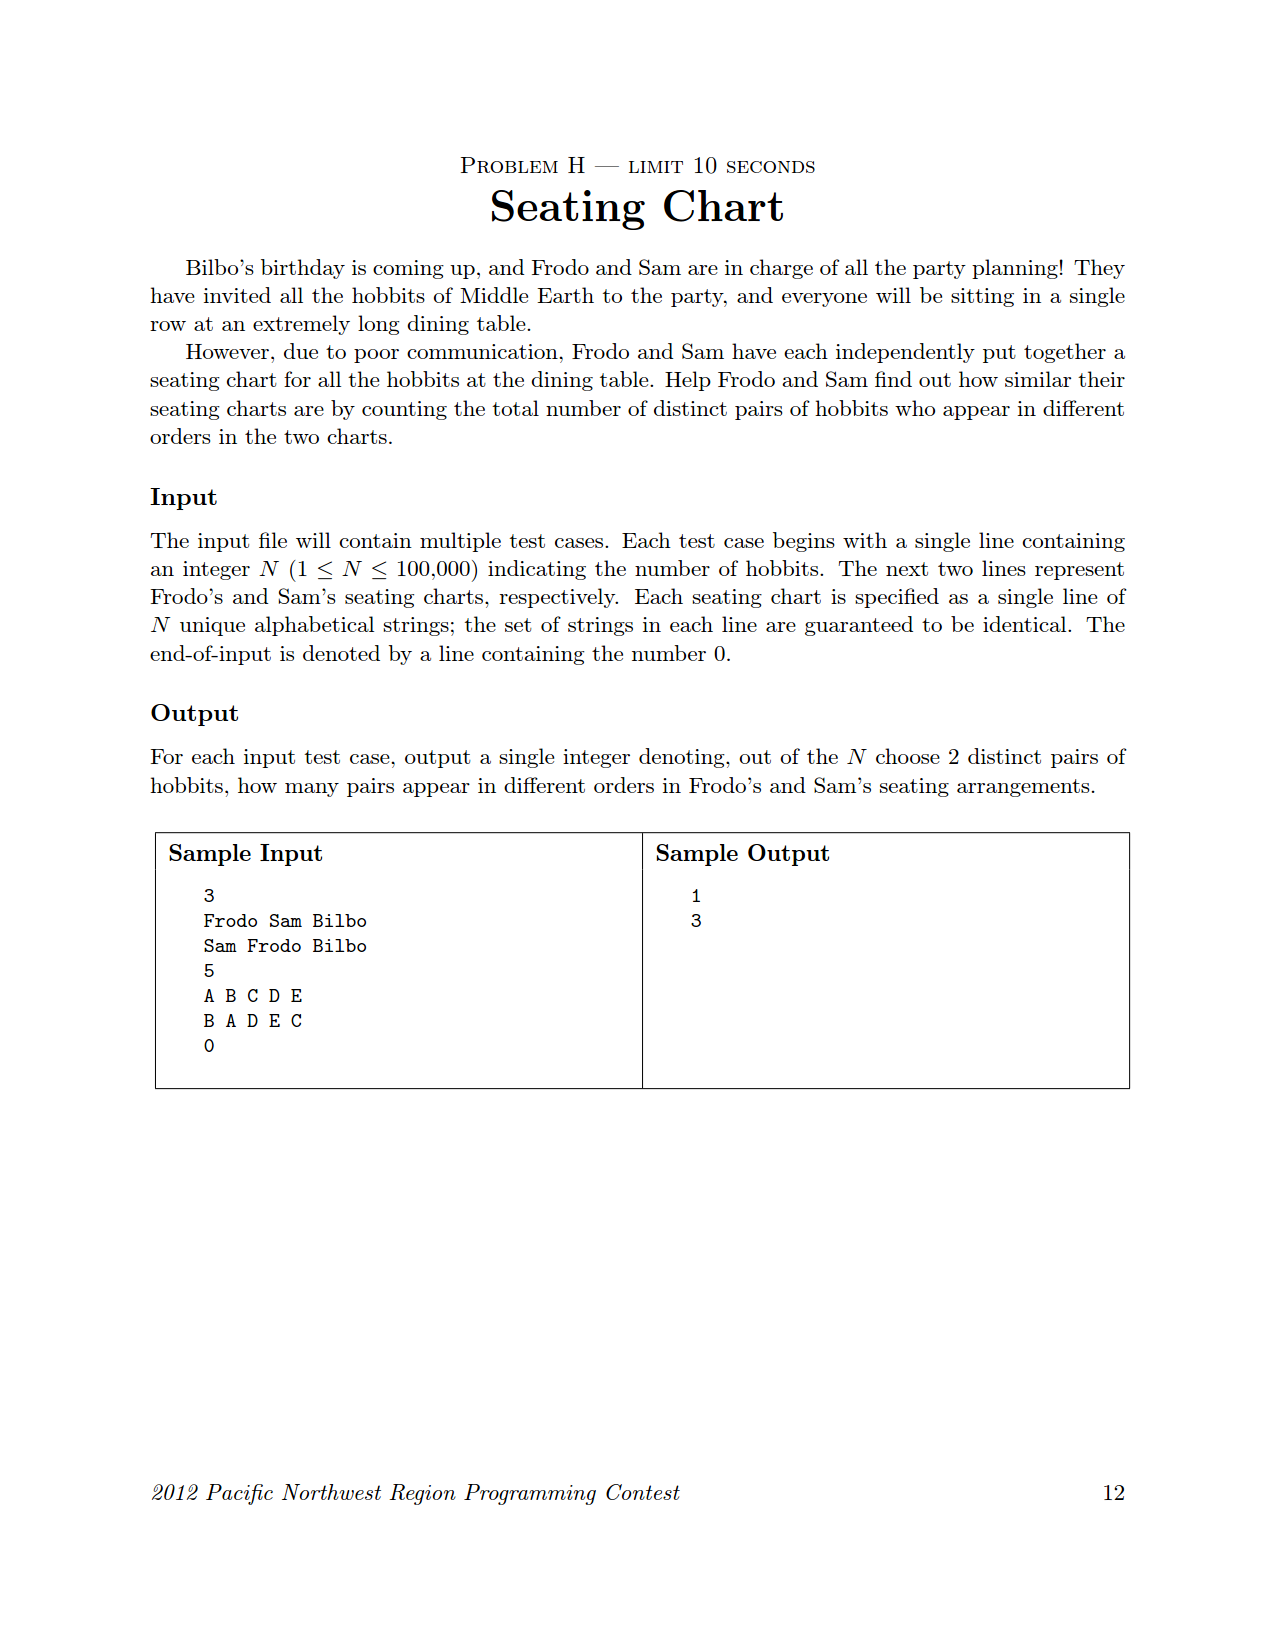 PROBLEM H — LIMIT 10 SECONDS
Seating Chart
Bilbo's birthday is coming up, and Frodo and Sam are in charge of all the party planning! They
have invited all the hobbits of Middle Earth to the party, and everyone will be sitting in a single
row at an extremely long dining table.
However, due to poor communication, Frodo and Sam have each independently put together a
seating chart for all the hobbits at the dining table. Help Frodo and Sam find out how similar their
seating charts are by counting the total number of distinct pairs of hobbits who appear in different
orders in the two charts.
Input
The input file will contain multiple test cases. Each test case begins with a single line containing
an integer N (1 ≤ N ≤ 100,000) indicating the number of hobbits. The next two lines represent
Frodo's and Sam's seating charts, respectively. Each seating chart is specified as a single line of
N unique alphabetical strings; the set of strings in each line are guaranteed to be identical. The
end-of-input is denoted by a line containing the number 0.
Output
For each input test case, output a single integer denoting, out of the N choose 2 distinct pairs of
hobbits, how many pairs appear in different orders in Frodo's and Sam's seating arrangements.
Sample Input
3
Frodo Sam Bilbo
Sam Frodo Bilbo
5
A B C D E
B A D E C
0
Sample Output
1
3
2012 Pacific Northwest Region Programming Contest 12